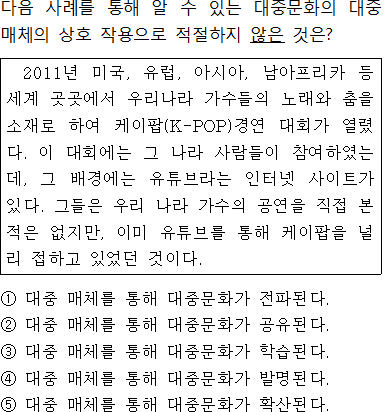 다음 사례를 통해 알 수 있는 대중문화의 대중
매체의 상호 작용으로 적절하지 않은 것은?
2011년 미국, 유럽, 아시아, 남아프리카 등
세계 곳곳에서 우리나라 가수들의 노래와 춤을
소재로 하여 케이팝(K-POP)경연 대회가 열렸
다. 이 대회에는 그 나라 사람들이 참여하였는
데, 그 배경에는 유튜브라는 인터넷 사이트가
있다. 그들은 우리 나라 가수의 공연을 직접 본
적은 없지만, 이미 유튜브를 통해 케이팝을 널
리 접하고 있었던 것이다.
① 대중 매체를 통해 대중문화가 전파된다.
② 대중 매체를 통해 대중문화가 공유된다.
③ 대중 매체를 통해 대중문화가 학습된다.
④ 대중 매체를 통해 대중문화가 발명된다.
⑤ 대중 매체를 통해 대중문화가 확산된다.